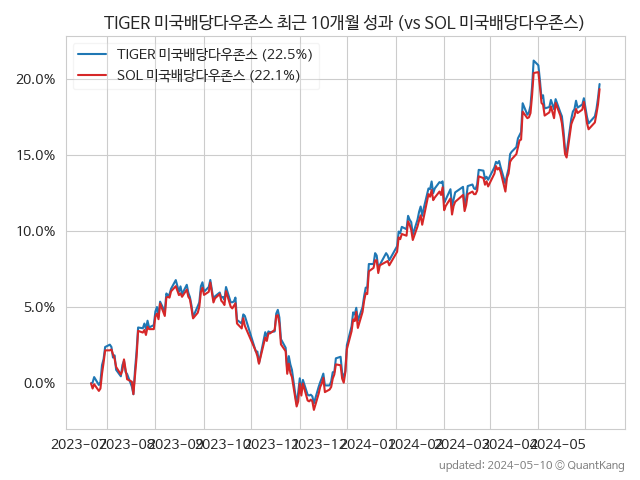 TIGER 미국배당다우존스 최근 10개월 성과 (vs SOL 미국배당다우존스)
TIGER 미국배당다우존스 (22.5%)
SOL 미국배당다우존스 (22.1%)
20.0%
15.0%
10.0%
5.0%
0.0%
2023-07 2023-08 2023-09 2023-10 2023-11 2023-12 2024-01 2024-02 2024-03 2024-04 2024-05
updated: 2024-05-10 ⓒ QuantKang